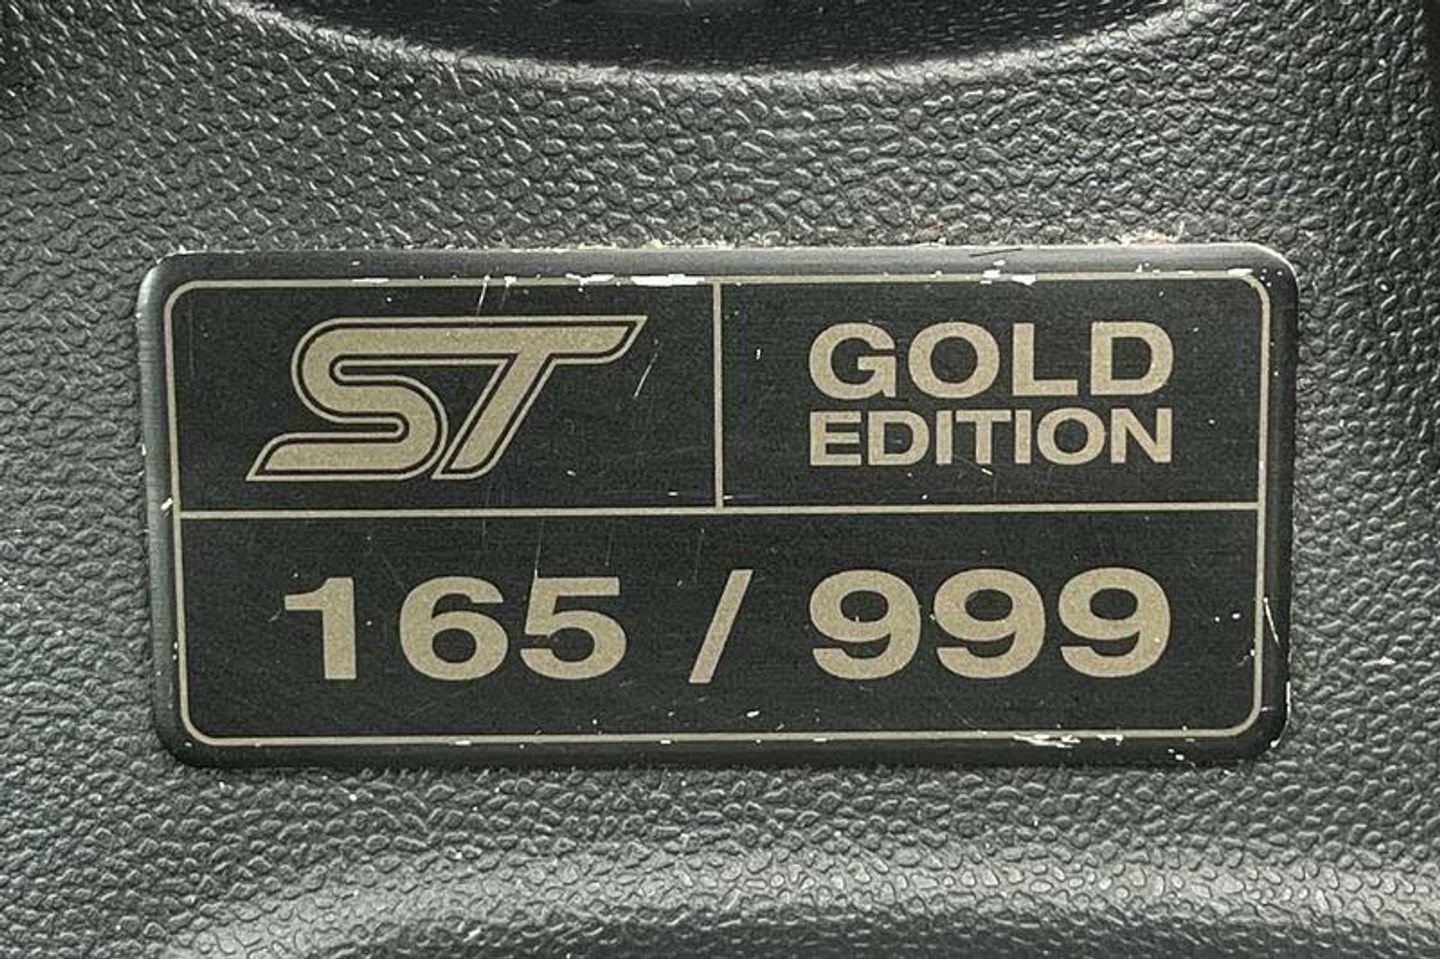 ST
GOLD
EDITION
165 / 999